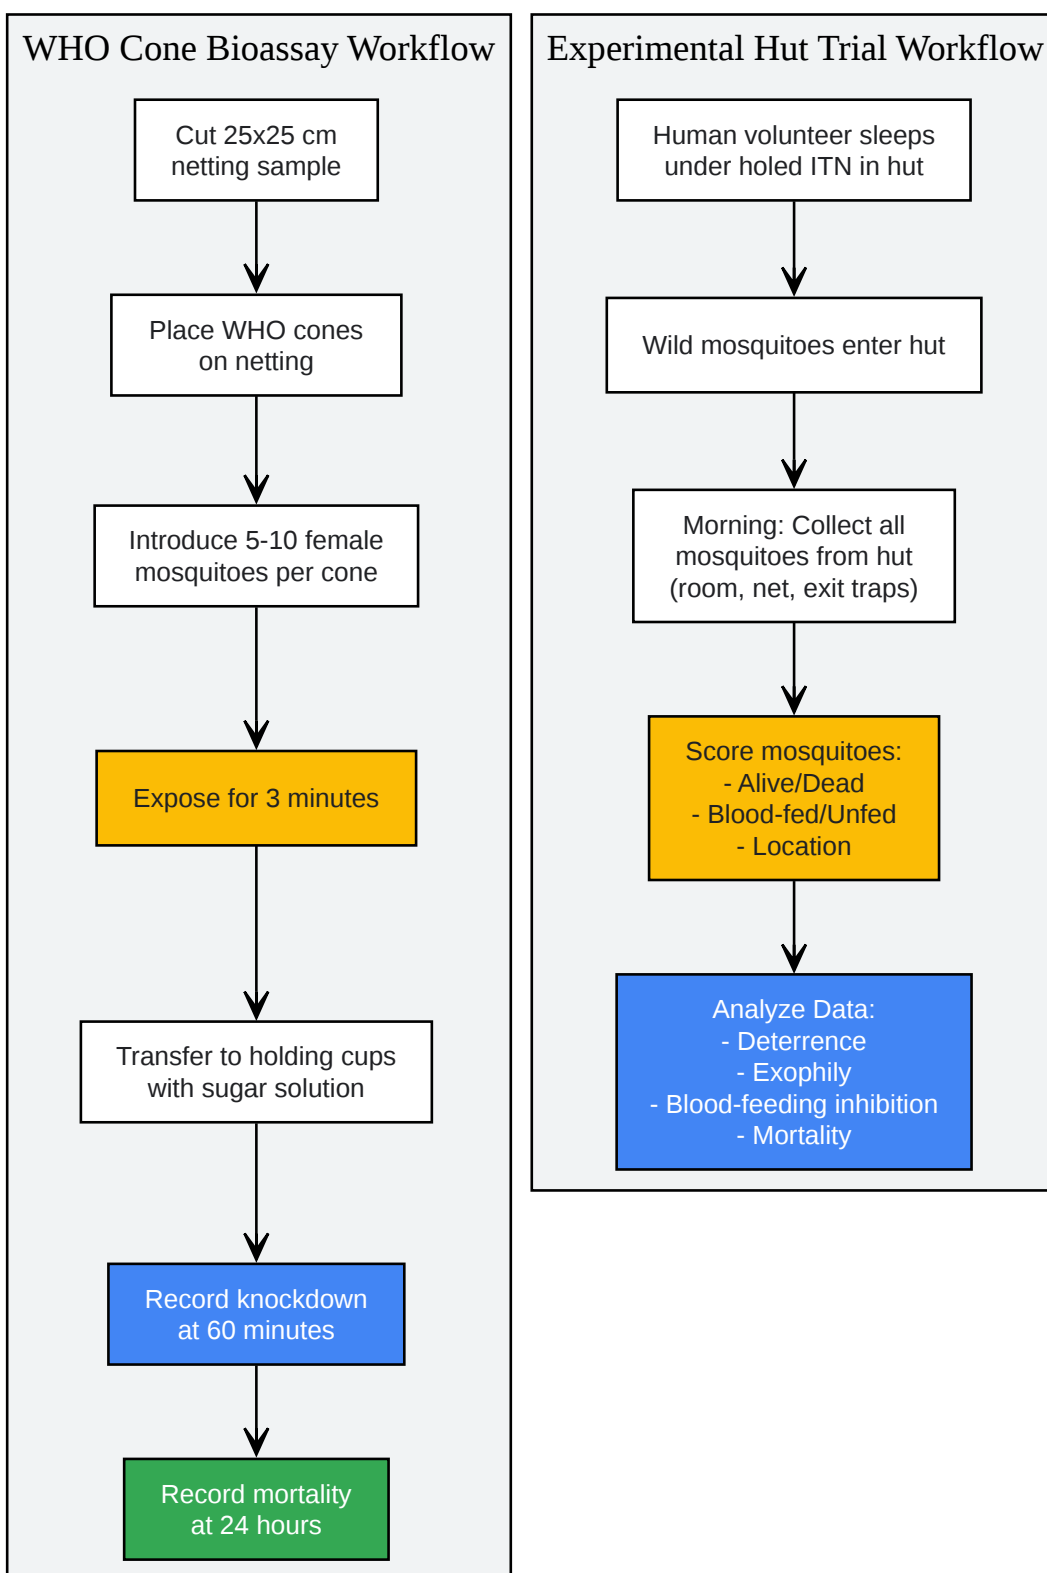 WHO Cone Bioassay Workflow
Cut 25x25 cm
netting sample
Place WHO cones
on netting
Introduce 5-10 female
mosquitoes per cone
Expose for 3 minutes
Transfer to holding cups
with sugar solution
Record knockdown
at 60 minutes
Record mortality
at 24 hours
Experimental Hut Trial Workflow
Human volunteer sleeps
under holed ITN in hut
Wild mosquitoes enter hut
Morning: Collect all
mosquitoes from hut
(room, net, exit traps)
Score mosquitoes:
- Alive/Dead
- Blood-fed/Unfed
- Location
Analyze Data:
- Deterrence
- Exophily
- Blood-feeding inhibition
- Mortality